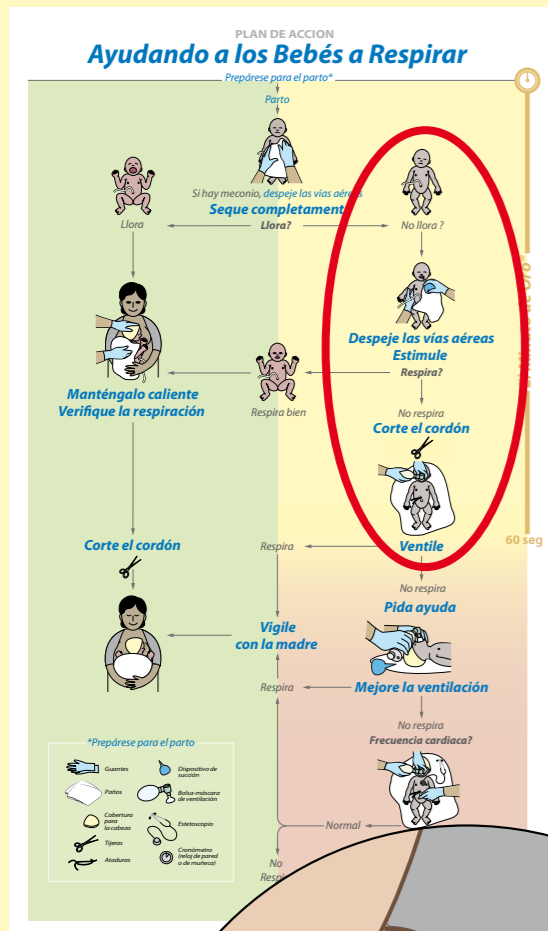 PLAN DE ACCION
Ayudando a los Bebés a Respirar
Prepárese para el parto*
Parto
Si hay meconio, despeje las vías aéreas
Seque
Llora
Llora?
No llora ?
Despeje las vías aéreas
Estimule
Respira?
Manténgalo caliente
Verifique la respiración
Respira bien
No respira
Corte el cordón
Corte el cordón
Respira
Ventile
60 seg
No respira
Pida ayuda
Vigile
con la madre
Respira
Mejore la ventilación
No respira
Frecuencia cardiaca?
*Prepárese para el parto
Guantes
Dispositivo de
succión
Paños
Bolsa-máscara
de ventilación
Cobertura
para
la cabeza
Estetoscopio
Tijeras
Ataduras
Cronómetro
(reloj de pared
o de muñeca)
Normal
No